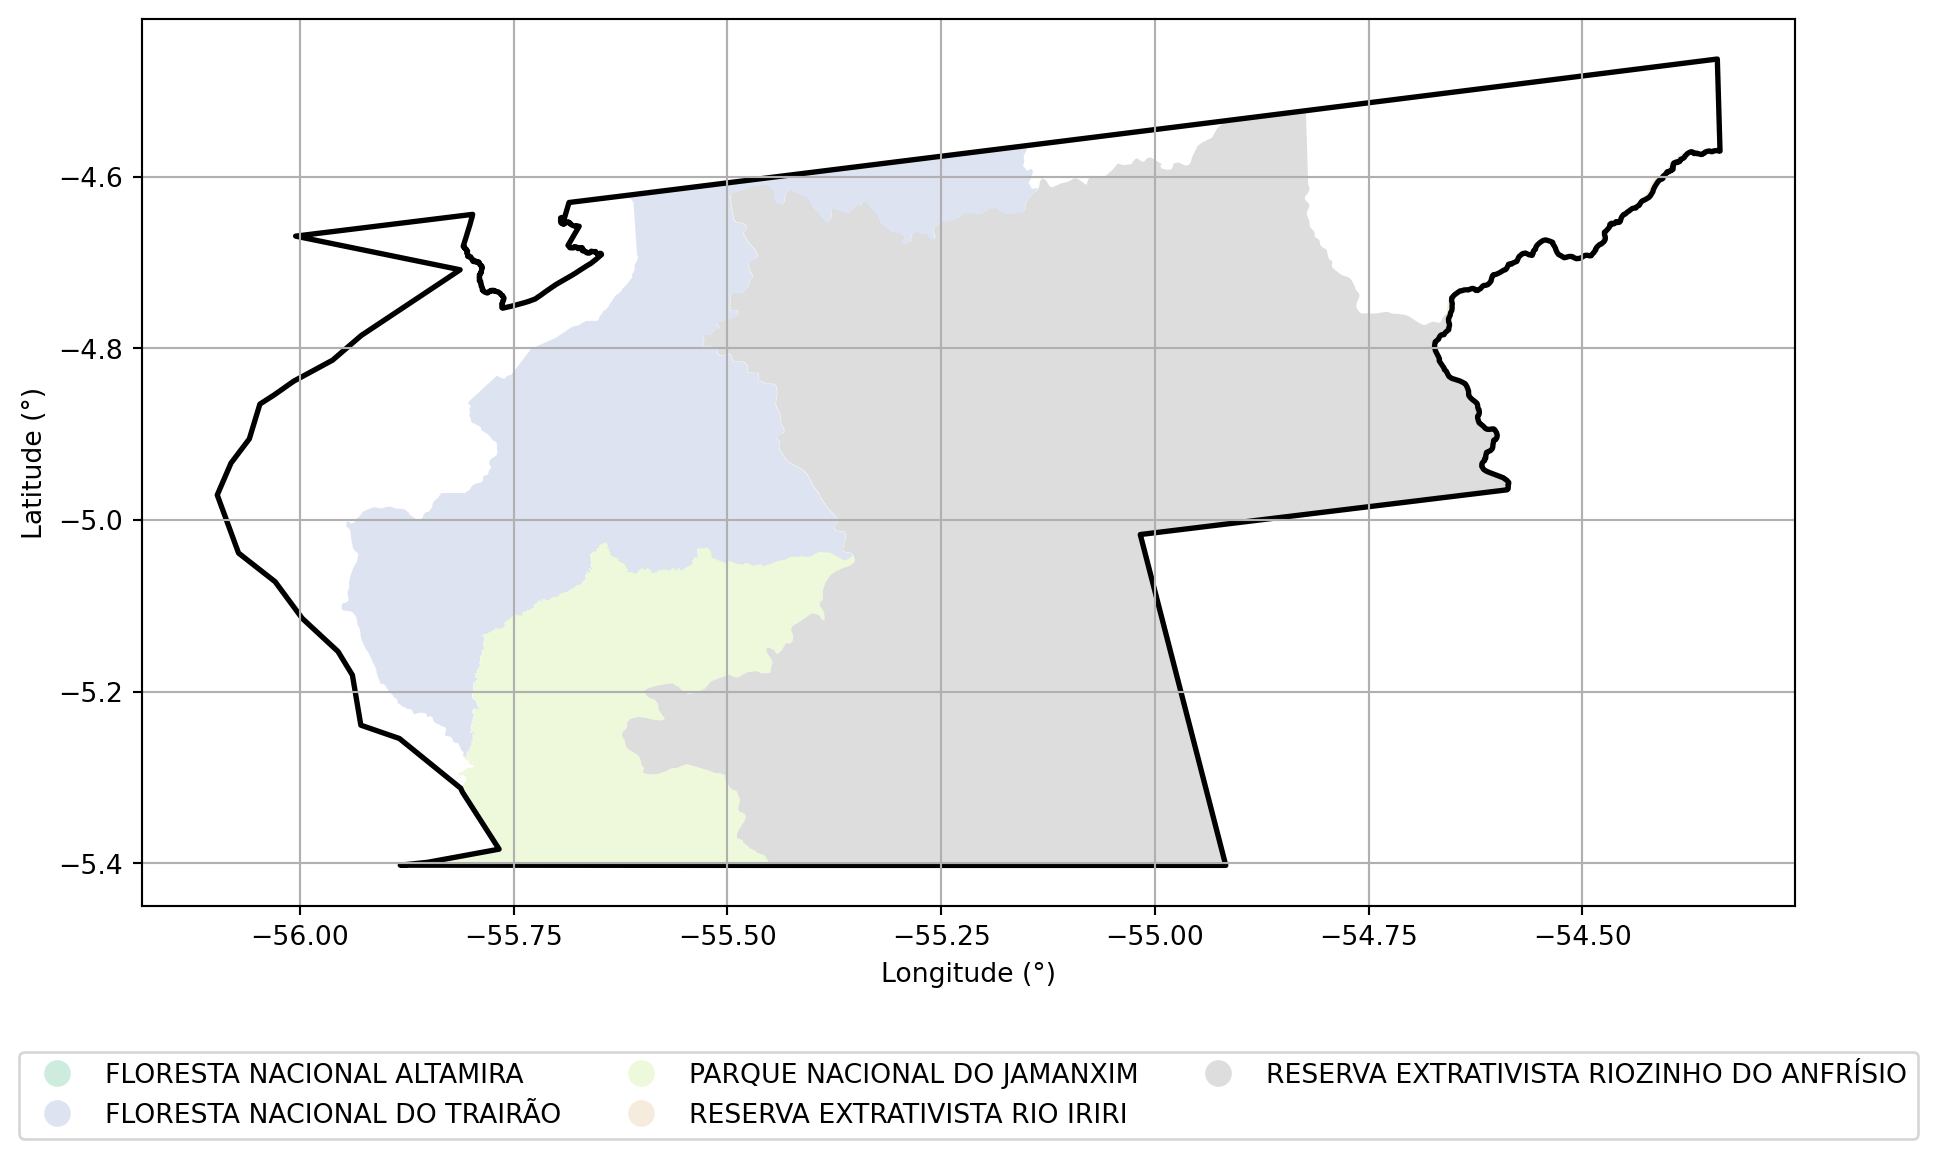 −4.6
−4.8
−5.0
−5.2
−5.4
Latitude (°)
−56.00 −55.75 −55.50 −55.25 −55.00 −54.75 −54.50
Longitude (°)
FLORESTA NACIONAL ALTAMIRA PARQUE NACIONAL DO JAMANXIM RESERVA EXTRATIVISTA RIOZINHO DO ANFRÍSIO
FLORESTA NACIONAL DO TRAIRÃO RESERVA EXTRATIVISTA RIO IRIRI